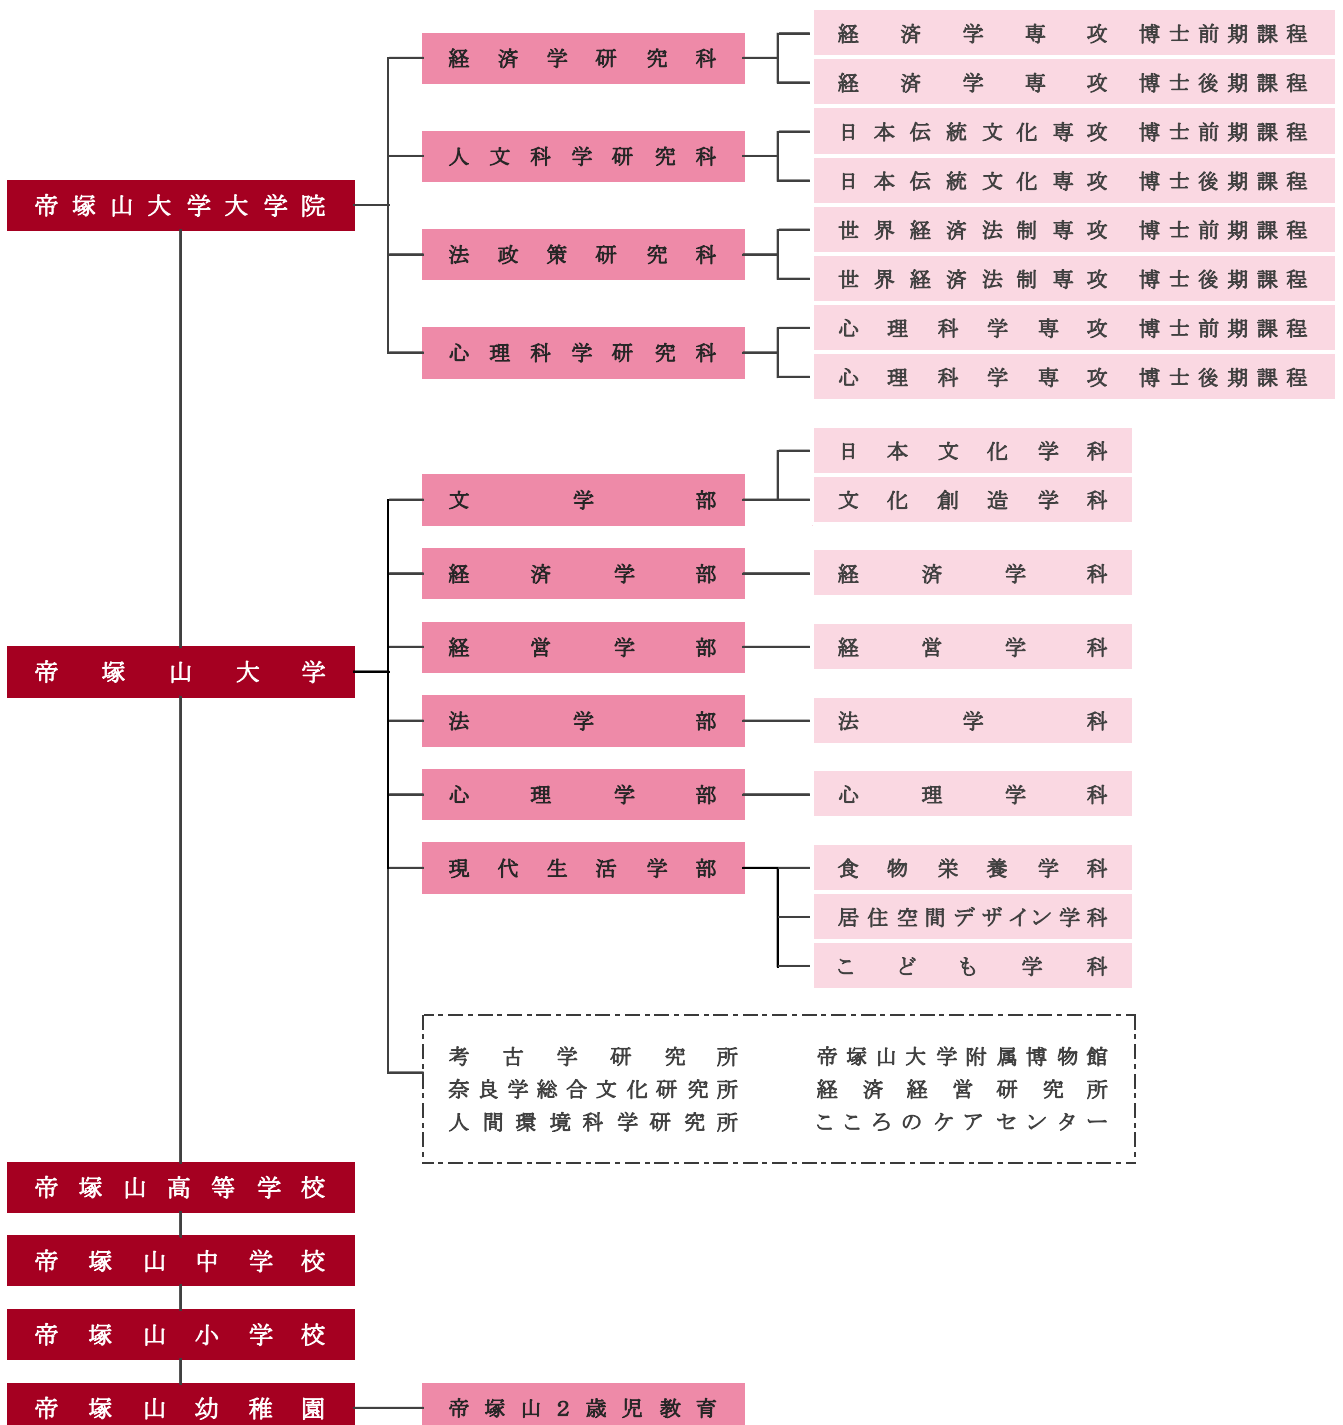 帝塚山大学大学院
経済学研究科
経済学専攻 博士前期課程
経済学専攻 博士後期課程
人文科学研究科
日本伝統文化専攻 博士前期課程
日本伝統文化専攻 博士後期課程
法政策研究科
世界経済法制専攻 博士前期課程
世界経済法制専攻 博士後期課程
心理科学研究科
心理科学専攻 博士前期課程
心理科学専攻 博士後期課程
帝塚山大学
文学部
日本文化学科
文化創造学科
経済学部
経済学科
経営学部
経営学科
法学部
法学科
心理学部
心理学科
現代生活学部
食物栄養学科
居住空間デザイン学科
こども学科
考古学研究所
奈良学総合文化研究所
人間環境科学研究所
帝塚山大学附属博物館
経済経営研究所
こころのケアセンター
帝塚山高等学校
帝塚山中学校
帝塚山小学校
帝塚山幼稚園
帝塚山2歳児教育